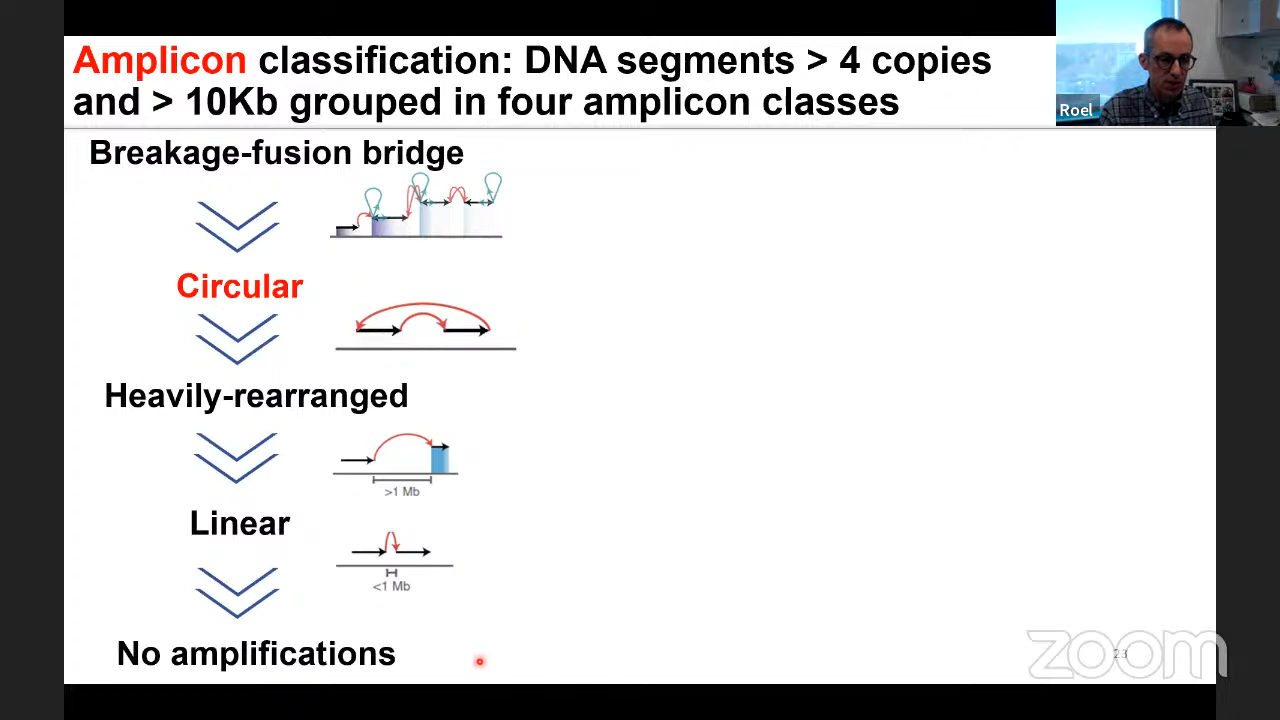 Amplicon classification: DNA segments > 4 copies
and > 10Kb grouped in four amplicon classes
Roel
Breakage-fusion bridge
Circular
Heavily-rearranged
>1 Mb
Linear
<1 Mb
No amplifications
zoom
23